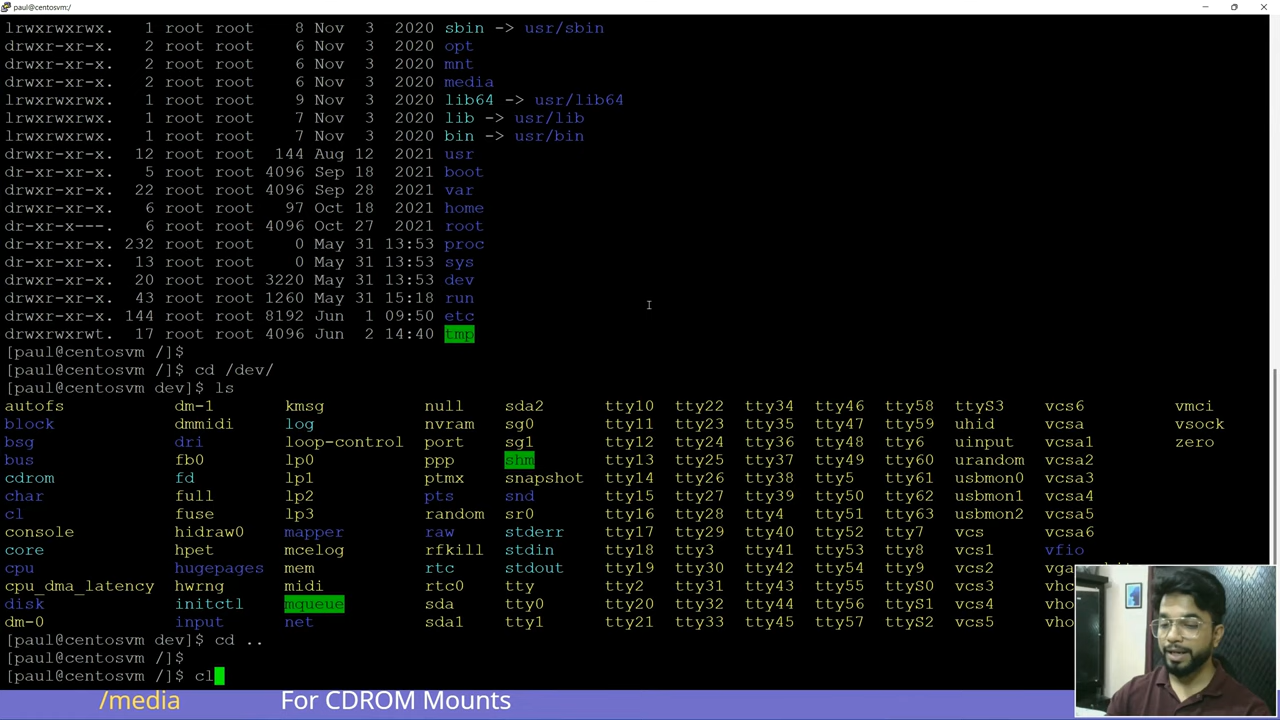 paul@centosvm:/
lrwxrwxrwx. 1 root root 8 Nov 3 2020 sbin -> usr/sbin
drwxr-xr-x. 2 root root 6 Nov 3 2020 opt
drwxr-xr-x. 2 root root 6 Nov 3 2020 mnt
drwxr-xr-x. 2 root root 6 Nov 3 2020 media
lrwxrwxrwx. 1 root root 9 Nov 3 2020 lib64 -> usr/lib64
lrwxrwxrwx. 1 root root 7 Nov 3 2020 lib -> usr/lib
lrwxrwxrwx. 1 root root 7 Nov 3 2020 bin -> usr/bin
drwxr-xr-x. 12 root root 144 Aug 12 2021 usr
dr-xr-xr-x. 5 root root 4096 Sep 18 2021 boot
drwxr-xr-x. 22 root root 4096 Sep 28 2021 var
drwxr-xr-x. 6 root root 97 Oct 18 2021 home
dr-xr-x---. 6 root root 4096 Oct 27 2021 root
dr-xr-xr-x. 232 root root 0 May 31 13:53 proc
dr-xr-xr-x. 13 root root 0 May 31 13:53 sys
drwxr-xr-x. 20 root root 3220 May 31 13:53 dev
drwxr-xr-x. 43 root root 1260 May 31 15:18 run
drwxr-xr-x. 144 root root 8192 Jun 1 09:50 etc
drwxrwxrwt. 17 root root 4096 Jun 2 14:40 tmp
[paul@centosvm /]$
[paul@centosvm /]$ cd /dev/
[paul@centosvm dev]$ ls
autofs dm-1 kmsg null sda2 tty10 tty22 tty34 tty46 tty58 ttyS3 vcs6 vmci
block dmmidi log nvram sg0 tty11 tty23 tty35 tty47 tty59 uhid vcsa vsock
bsg dri loop-control port sg1 tty12 tty24 tty36 tty48 tty6 uinput vcsa1 zero
bus fb0 lp0 ppp shm tty13 tty25 tty37 tty49 tty60 urandom vcsa2
cdrom fd lp1 ptmx snapshot tty14 tty26 tty38 tty5 tty61 usbmon0 vcsa3
char full lp2 pts snd tty15 tty27 tty39 tty50 tty62 usbmon1 vcsa4
cl fuse lp3 random sr0 tty16 tty28 tty4 tty51 tty63 usbmon2 vcsa5
console hidraw0 mapper raw stderr tty17 tty29 tty40 tty52 tty7 vcs vcsa6
core hpet mcelog rfkill stdin tty18 tty3 tty41 tty53 tty8 vcs1 vfio
cpu hugepages mem rtc stdout tty19 tty30 tty42 tty54 tty9 vcs2
cpu_dma_latency hwrng midi rtc0 tty tty2 tty31 tty43 tty55 ttyS0 vcs3
disk initctl mqueue sda tty0 tty20 tty32 tty44 tty56 ttyS1 vcs4
dm-0 input net sda1 tty1 tty21 tty33 tty45 tty57 ttyS2 vcs5
[paul@centosvm dev]$ cd ..
[paul@centosvm /]$
[paul@centosvm /]$ cl
/media For CDROM Mounts